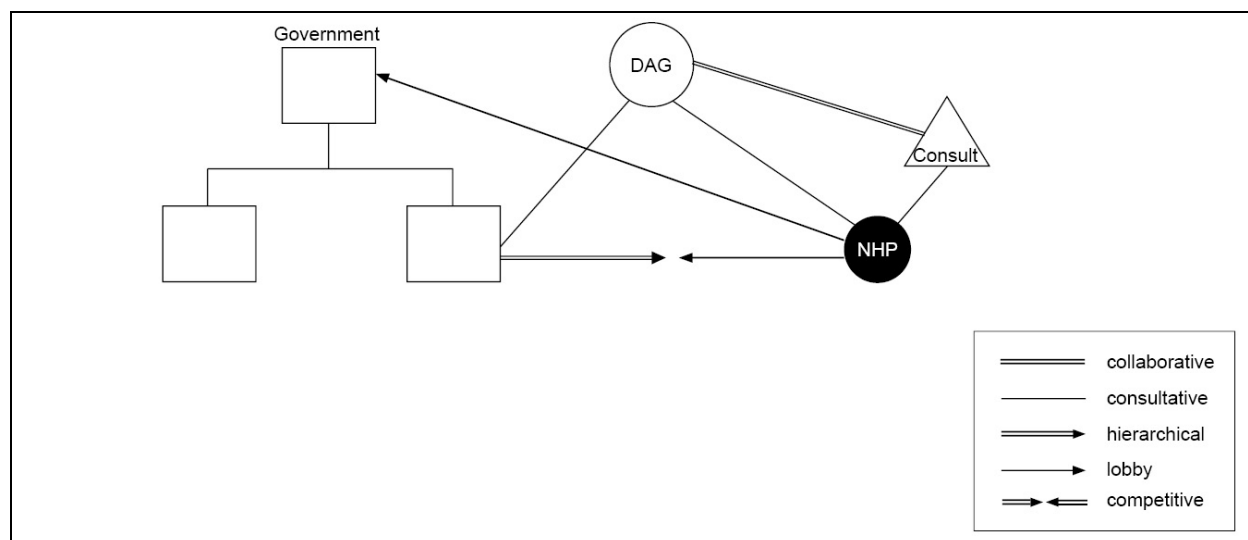 Government
DAG
Consult
NHP
collaborative
consultative
hierarchical
lobby
competitive